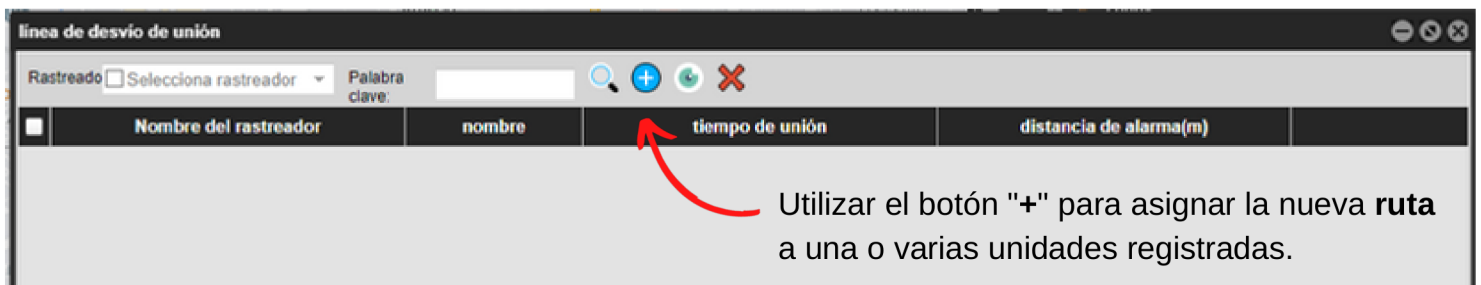 línea de desvío de unión
Rastreado Selecciona rastreador Palabra
clave:
Nombre del rastreador nombre tiempo de unión distancia de alarma(m)
Utilizar el botón "+" para asignar la nueva ruta
a una o varias unidades registradas.